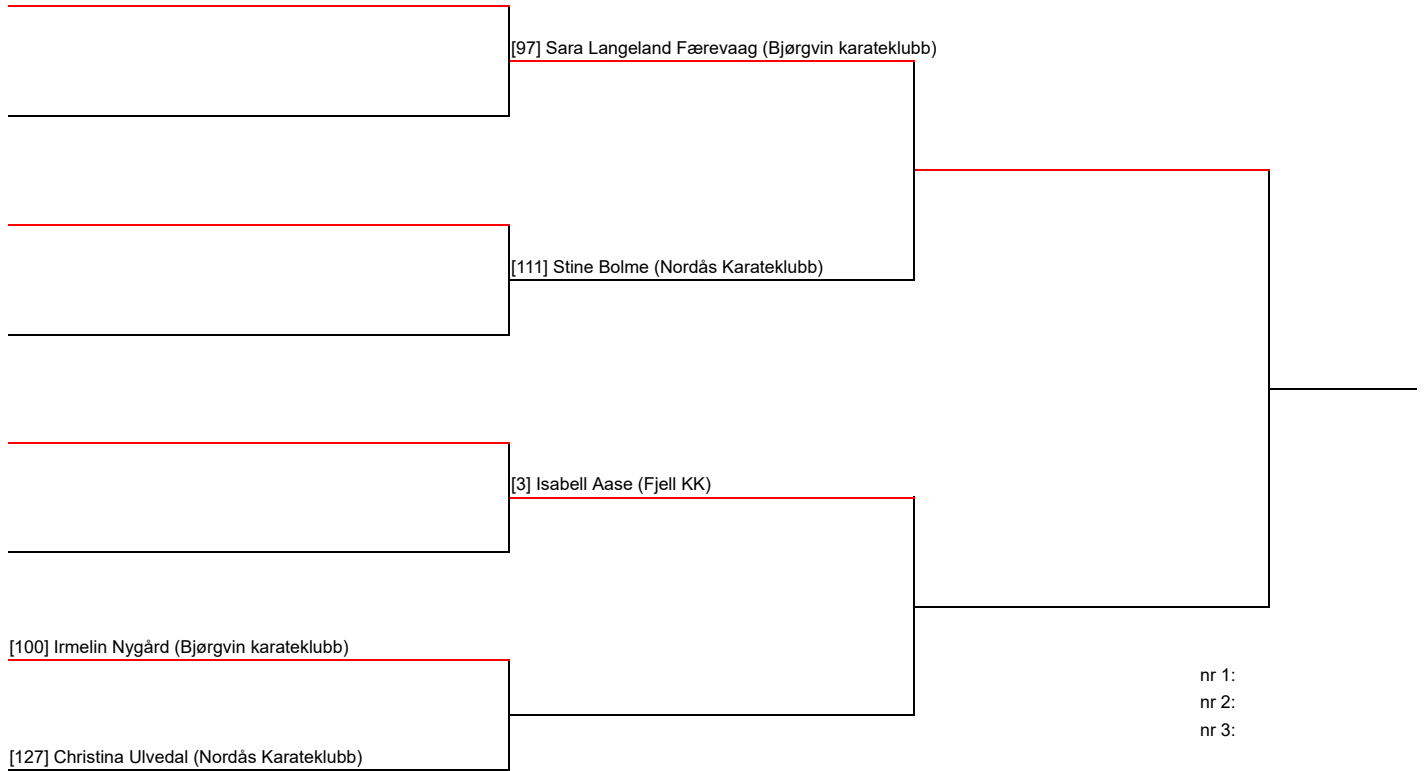 [97] Sara Langeland Færevaag (Bjørgvin karateklubb)
[111] Stine Bolme (Nordås Karateklubb)
[3] Isabell Aase (Fjell KK)
[100] Irmelin Nygård (Bjørgvin karateklubb)
[127] Christina Ulvedal (Nordås Karateklubb)
nr 1:
nr 2:
nr 3: